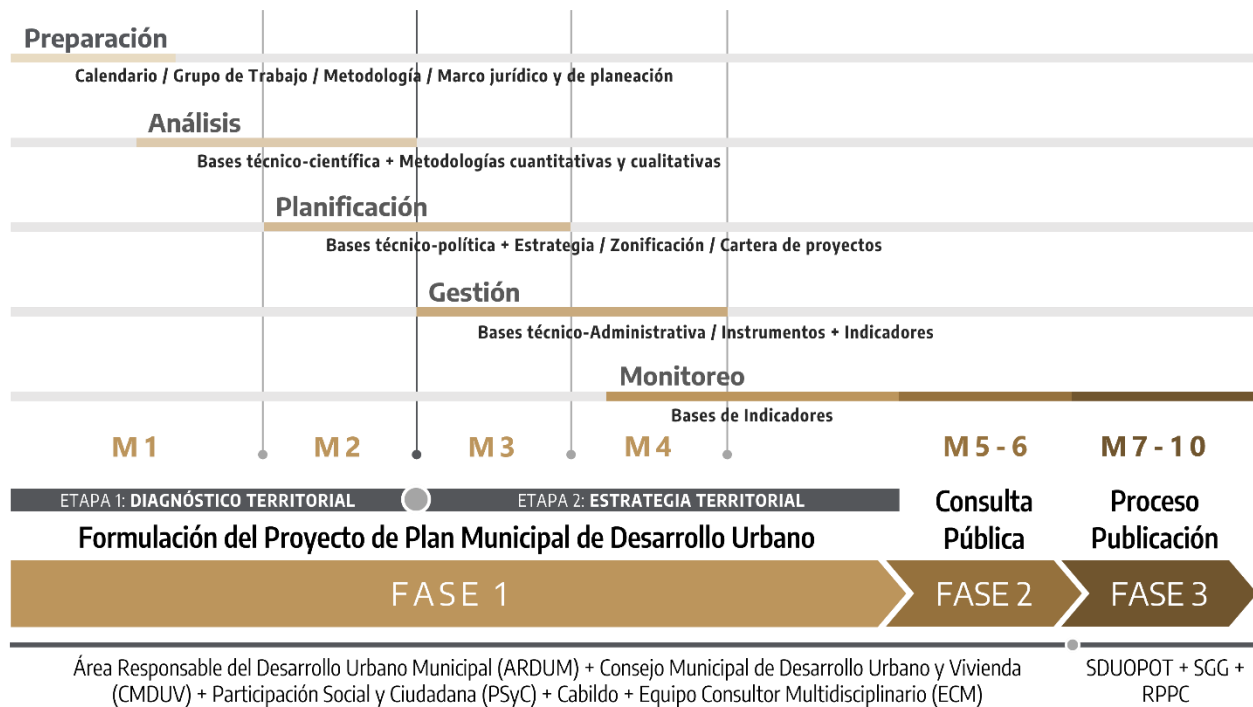 Preparación
Calendario / Grupo de Trabajo / Metodología / Marco jurídico y de planeación
Análisis
Bases técnico-científica + Metodologías cuantitativas y cualitativas
Planificación
Bases técnico-política + Estrategia / Zonificación / Cartera de proyectos
Gestión
Bases técnico-Administrativa / Instrumentos + Indicadores
Monitoreo
Bases de Indicadores
M 1
M 2
M 3
M 4
M 5 - 6
M 7 - 10
ETAPA 1: DIAGNÓSTICO TERRITORIAL
ETAPA 2: ESTRATEGIA TERRITORIAL
Formulación del Proyecto de Plan Municipal de Desarrollo Urbano
Consulta
Pública
Proceso
Publicación
FASE 1
FASE 2
FASE 3
Área Responsable del Desarrollo Urbano Municipal (ARDUM) + Consejo Municipal de Desarrollo Urbano y Vivienda
(CMDUV) + Participación Social y Ciudadana (PSyC) + Cabildo + Equipo Consultor Multidisciplinario (ECM)
SDUOPOT + SGG +
RPPC